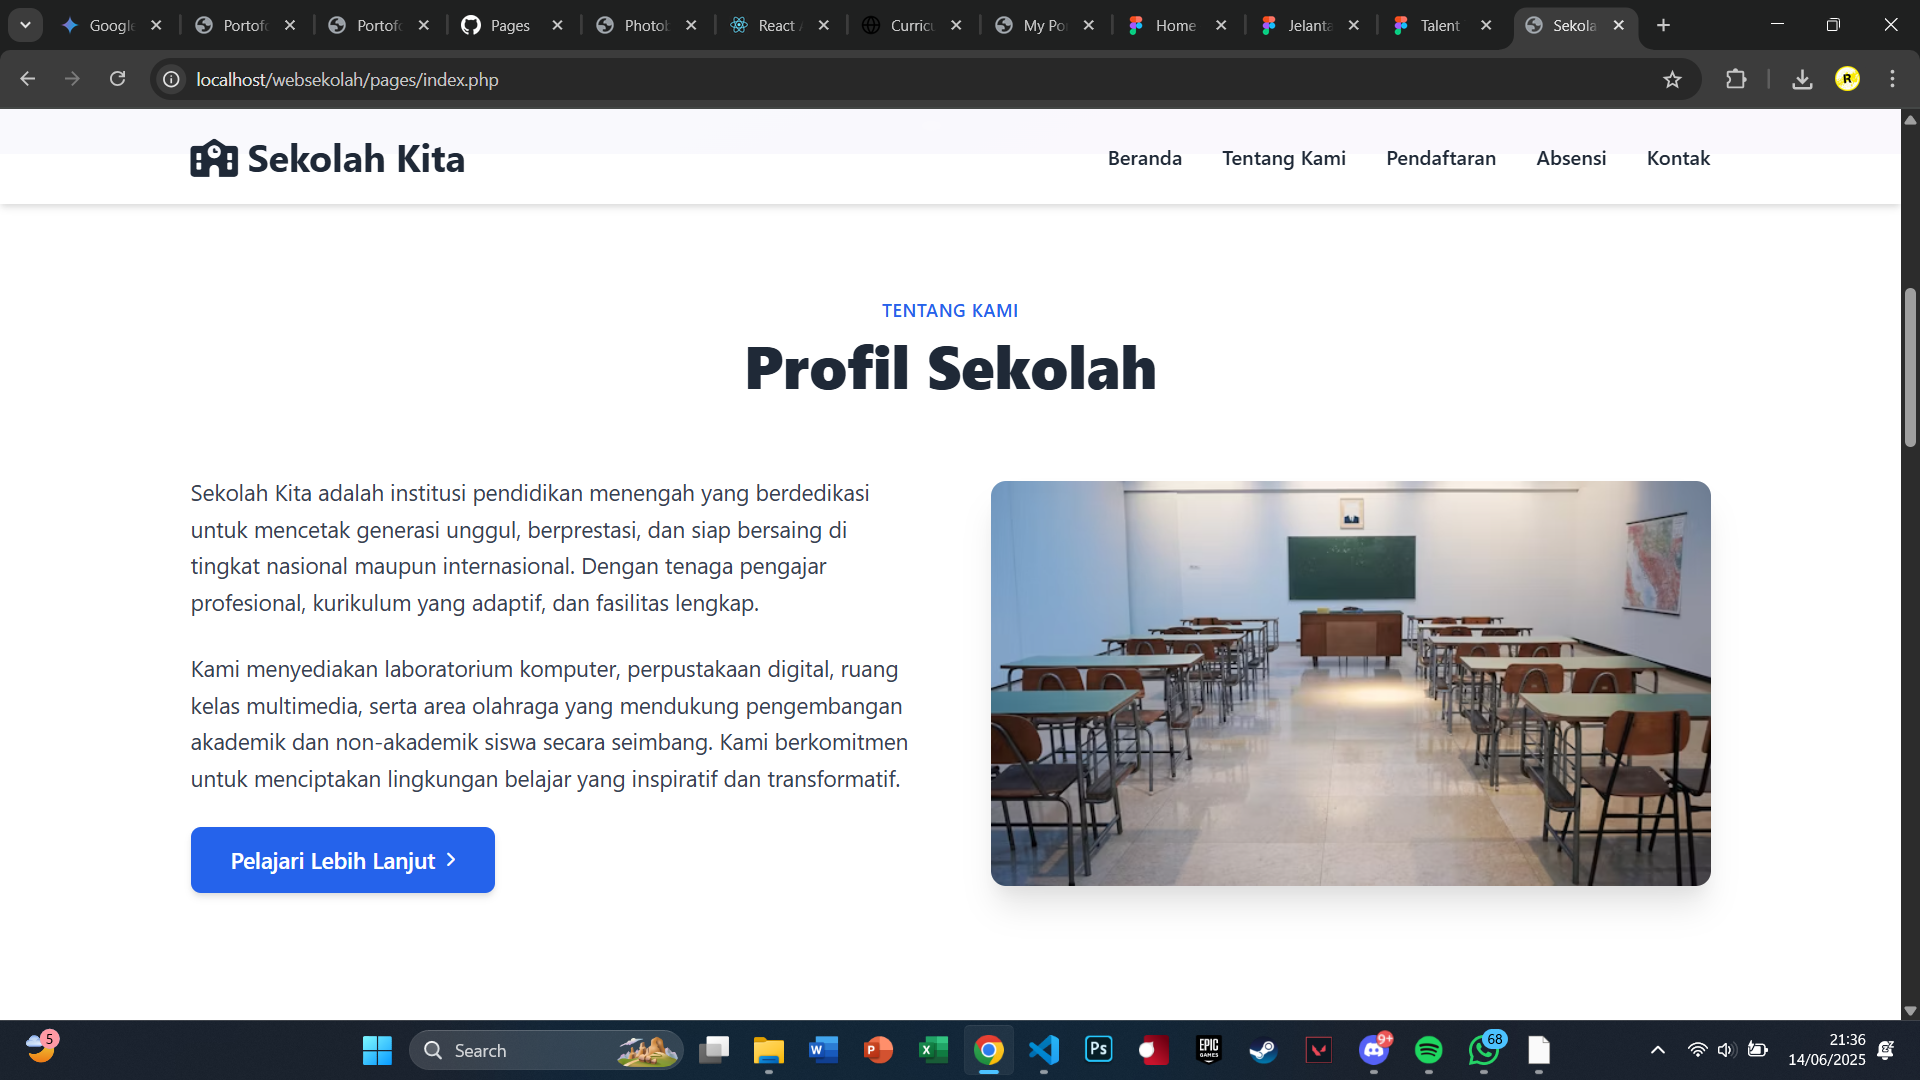 Google
Portofo
Portofo
Pages
Photob
React A
Curricu
My Por
Home
Jelanta
Talent
Sekola
localhost/websekolah/pages/index.php
R
Sekolah Kita
Beranda
Tentang Kami
Pendaftaran
Absensi
Kontak
TENTANG KAMI
Profil Sekolah
Sekolah Kita adalah institusi pendidikan menengah yang berdedikasi
untuk mencetak generasi unggul, berprestasi, dan siap bersaing di
tingkat nasional maupun internasional. Dengan tenaga pengajar
profesional, kurikulum yang adaptif, dan fasilitas lengkap.
Kami menyediakan laboratorium komputer, perpustakaan digital, ruang
kelas multimedia, serta area olahraga yang mendukung pengembangan
akademik dan non-akademik siswa secara seimbang. Kami berkomitmen
untuk menciptakan lingkungan belajar yang inspiratif dan transformatif.
Pelajari Lebih Lanjut
5
Search
W
P
X
Ps
EPIC
GAMES
9+
68
21:36
14/06/2025